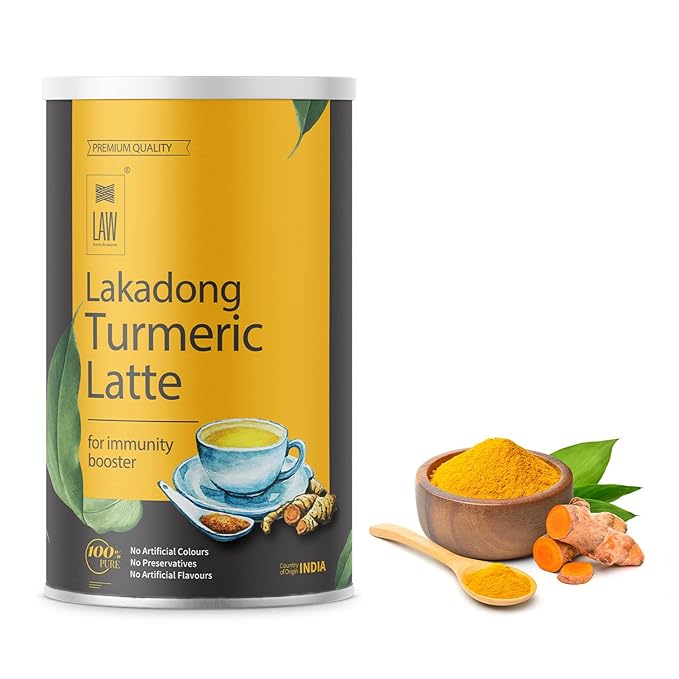 PREMIUM QUALITY
®
LAW
Lakadong
Turmeric
Latte
for immunity
booster
100%
PURE
No Artificial Colours
No Preservatives
No Artificial Flavours
Country
of Origin INDIA